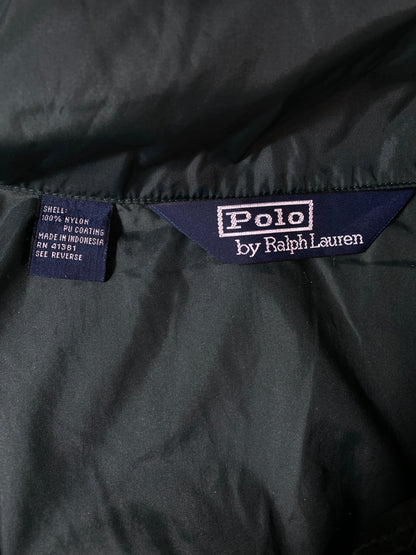 SHELL:
100% NYLON
PU COATING
MADE IN INDONESIA
RN 41381
SEE REVERSE
Polo
by Ralph Lauren